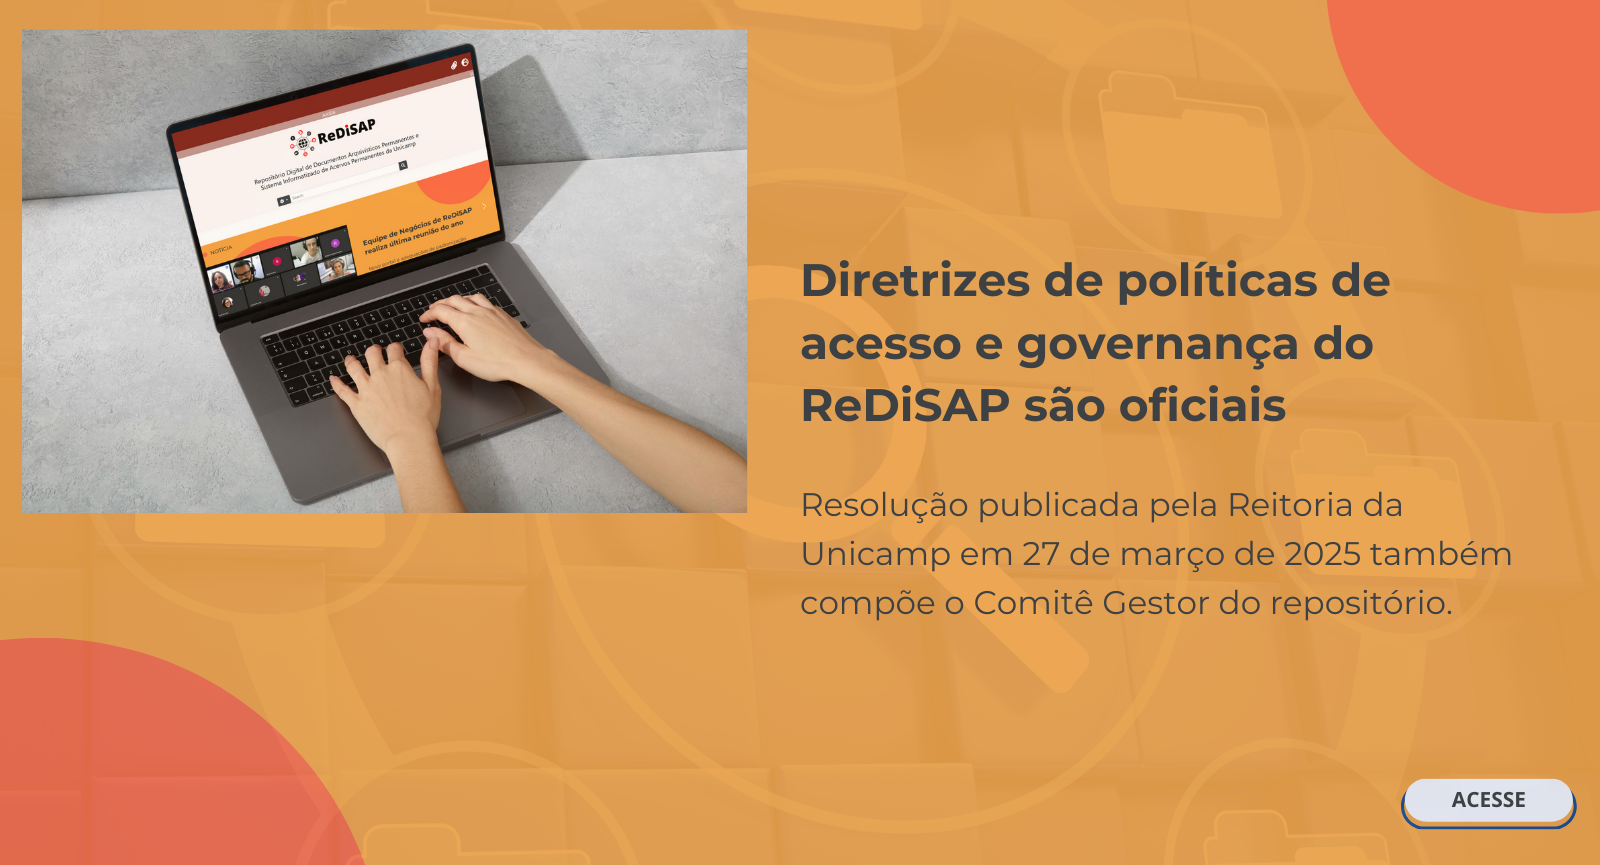 ReDiSAP
Repositório Digital de Documentos Arquivísticos Permanentes e
Sistema Informatizado de Acervos Permanentes da Unicamp
Search
NOTÍCIA
Equipe de Negócios de ReDiSAP
realiza última reunião do ano
Diretrizes de políticas de
acesso e governança do
ReDiSAP são oficiais
Resolução publicada pela Reitoria da
Unicamp em 27 de março de 2025 também
compõe o Comitê Gestor do repositório.
ACESSE